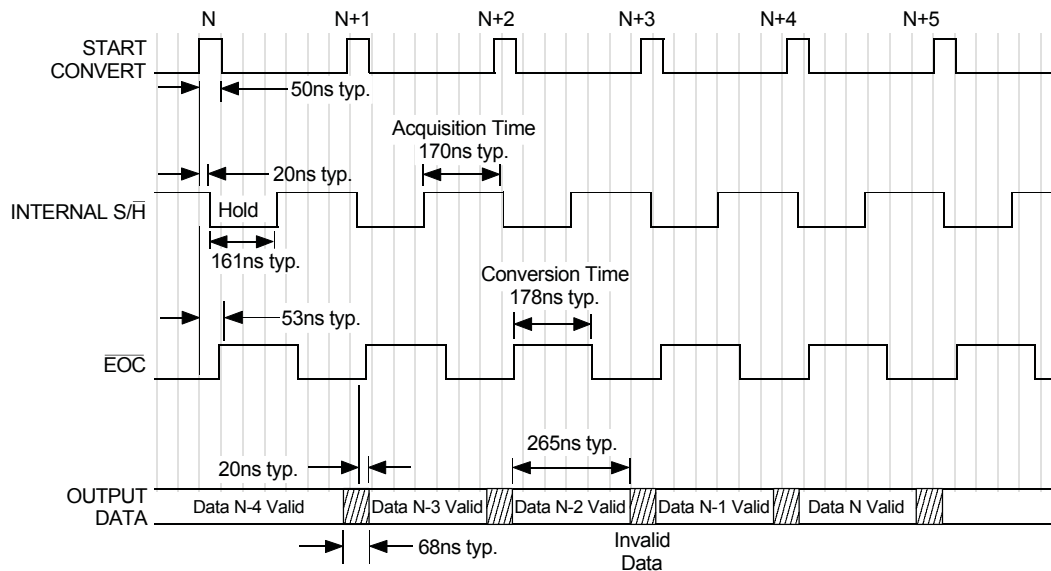 N N+1 N+2 N+3 N+4 N+5
START
CONVERT
50ns typ.
Acquisition Time
170ns typ.
20ns typ.
INTERNAL S/H̅
Hold
161ns typ.
Conversion Time
178ns typ.
53ns typ.
E̅O̅C̅
265ns typ.
20ns typ.
OUTPUT
DATA
Data N-4 Valid Data N-3 Valid Data N-2 Valid Data N-1 Valid Data N Valid
68ns typ.
Invalid
Data